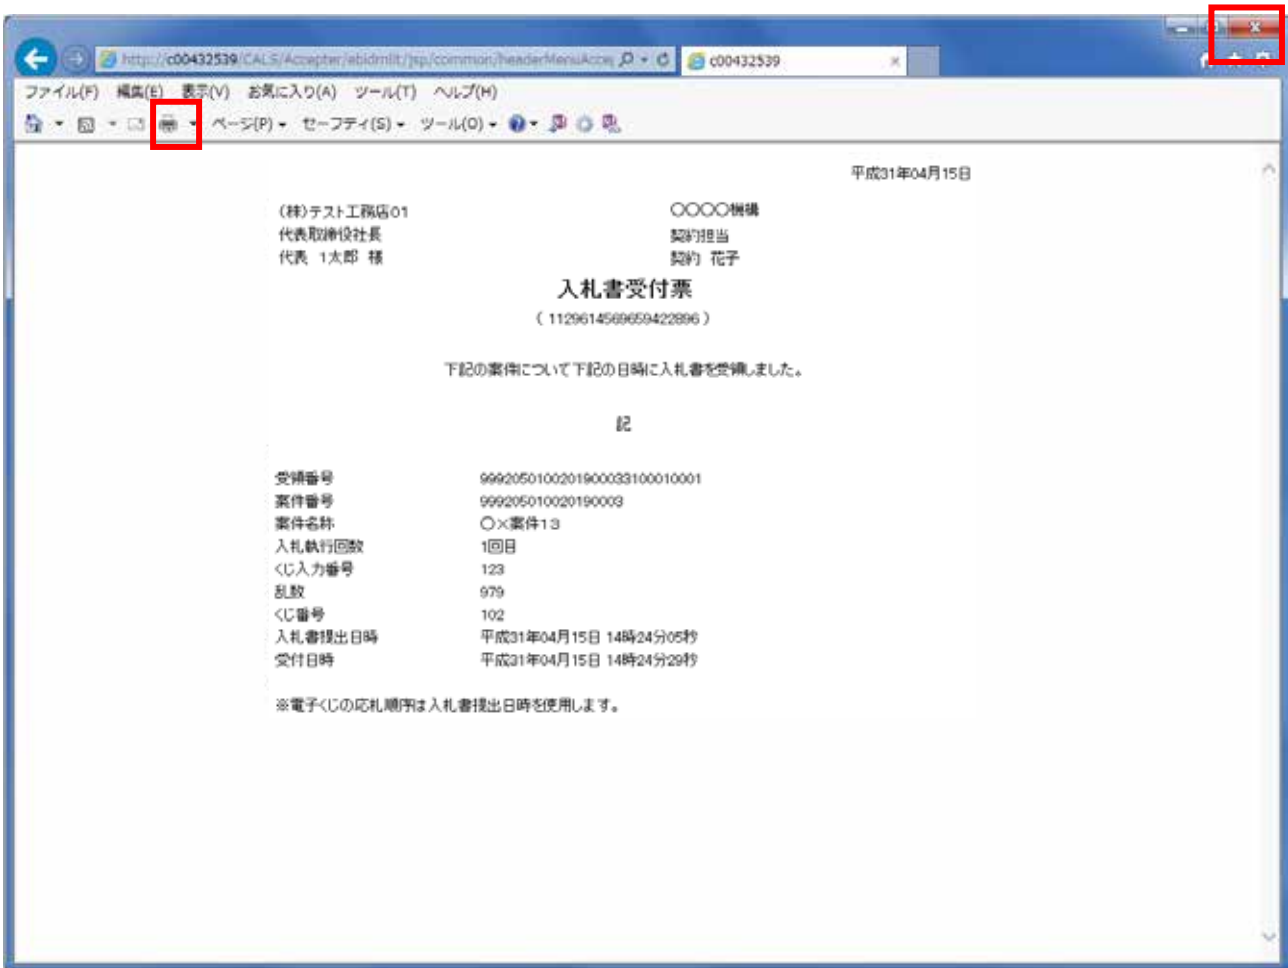 http://c00432539/CALS/Accepter/ebidmlit/jsp/common/headerMenuAccep
c00432539
ファイル(F) 編集(E) 表示(V) お気に入り(A) ツール(T) ヘルプ(H)
ページ(P) セーフティ(S) ツール(O)
平成31年04月15日
(株)テスト工務店01 〇〇〇〇機構
代表取締役社長 契約担当
代表 1太郎 様 契約 花子
入札書受付票
(1129614569659422896)
下記の案件について下記の日時に入札書を受領しました。
記
受領番号 9992050100201900033100010001
案件番号 999205010020190003
案件名称 〇×案件13
入札執行回数 1回目
くじ入力番号 123
乱数 979
くじ番号 102
入札書提出日時 平成31年04月15日 14時24分05秒
受付日時 平成31年04月15日 14時24分29秒
※電子くじの応札順序は入札書提出日時を使用します。